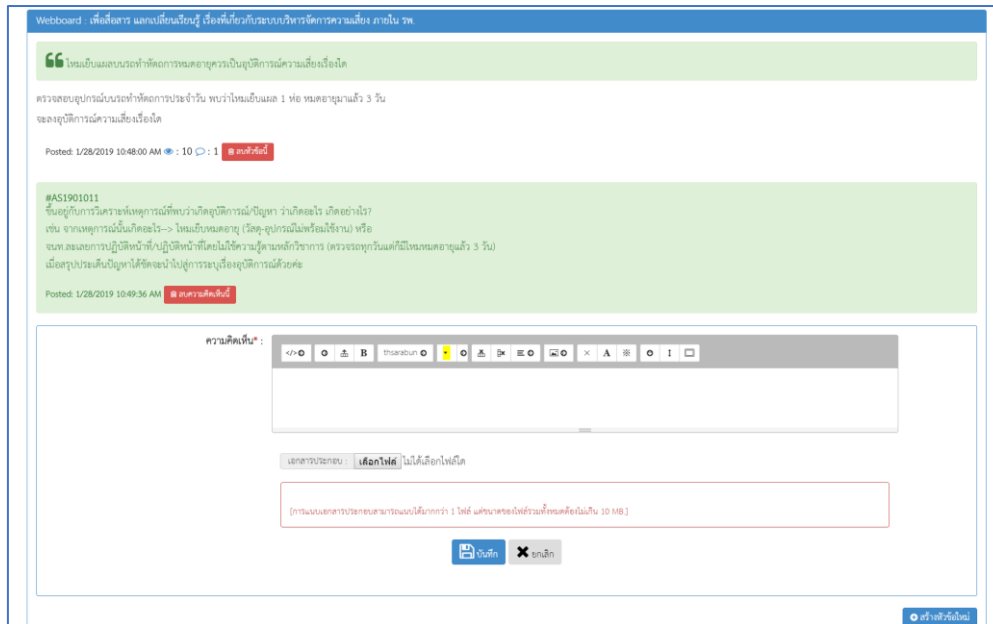 Webboard : เพื่อสื่อสาร แลกเปลี่ยนเรียนรู้ เรื่องที่เกี่ยวกับระบบบริหารจัดการความเสี่ยง ภายใน รพ.
ไหมเย็บแผลบนรถทำหัตถการหมดอายุควรเป็นอุบัติการณ์ความเสี่ยงเรื่องใด
ตรวจสอบอุปกรณ์บนรถทำหัตถการประจำวัน พบว่าไหมเย็บแผล 1 ห่อ หมดอายุมาแล้ว 3 วัน
จะลงอุบัติการณ์ความเสี่ยงเรื่องใด
Posted: 1/28/2019 10:48:00 AM : 10 : 1 ลบหัวข้อนี้
#AS1901011
ขึ้นอยู่กับการวิเคราะห์เหตุการณ์ที่พบว่าเกิดอุบัติการณ์/ปัญหา ว่าเกิดอะไร เกิดอย่างไร?
เช่น จากเหตุการณ์นั้นเกิดอะไร--> ไหมเย็บหมดอายุ (วัสดุ-อุปกรณ์ไม่พร้อมใช้งาน) หรือ
จนท.ละเลยการปฏิบัติหน้าที่/ปฏิบัติหน้าที่โดยไม่ใช้ความรู้ตามหลักวิชาการ (ตรวจรถทุกวันแต่ก็มีไหมหมดอายุแล้ว 3 วัน)
เมื่อสรุปประเด็นปัญหาได้ชัดจะนำไปสู่การระบุเรื่องอุบัติการณ์ด้วยค่ะ
Posted: 1/28/2019 10:49:36 AM ลบความคิดเห็นนี้
ความคิดเห็น* :
</> B thsarabun A I
เอกสารประกอบ : เลือกไฟล์ ไม่ได้เลือกไฟล์ใด
[การแนบเอกสารประกอบสามารถแนบได้มากกว่า 1 ไฟล์ แต่ขนาดของไฟล์รวมทั้งหมดต้องไม่เกิน 10 MB.]
บันทึก ยกเลิก
สร้างหัวข้อใหม่